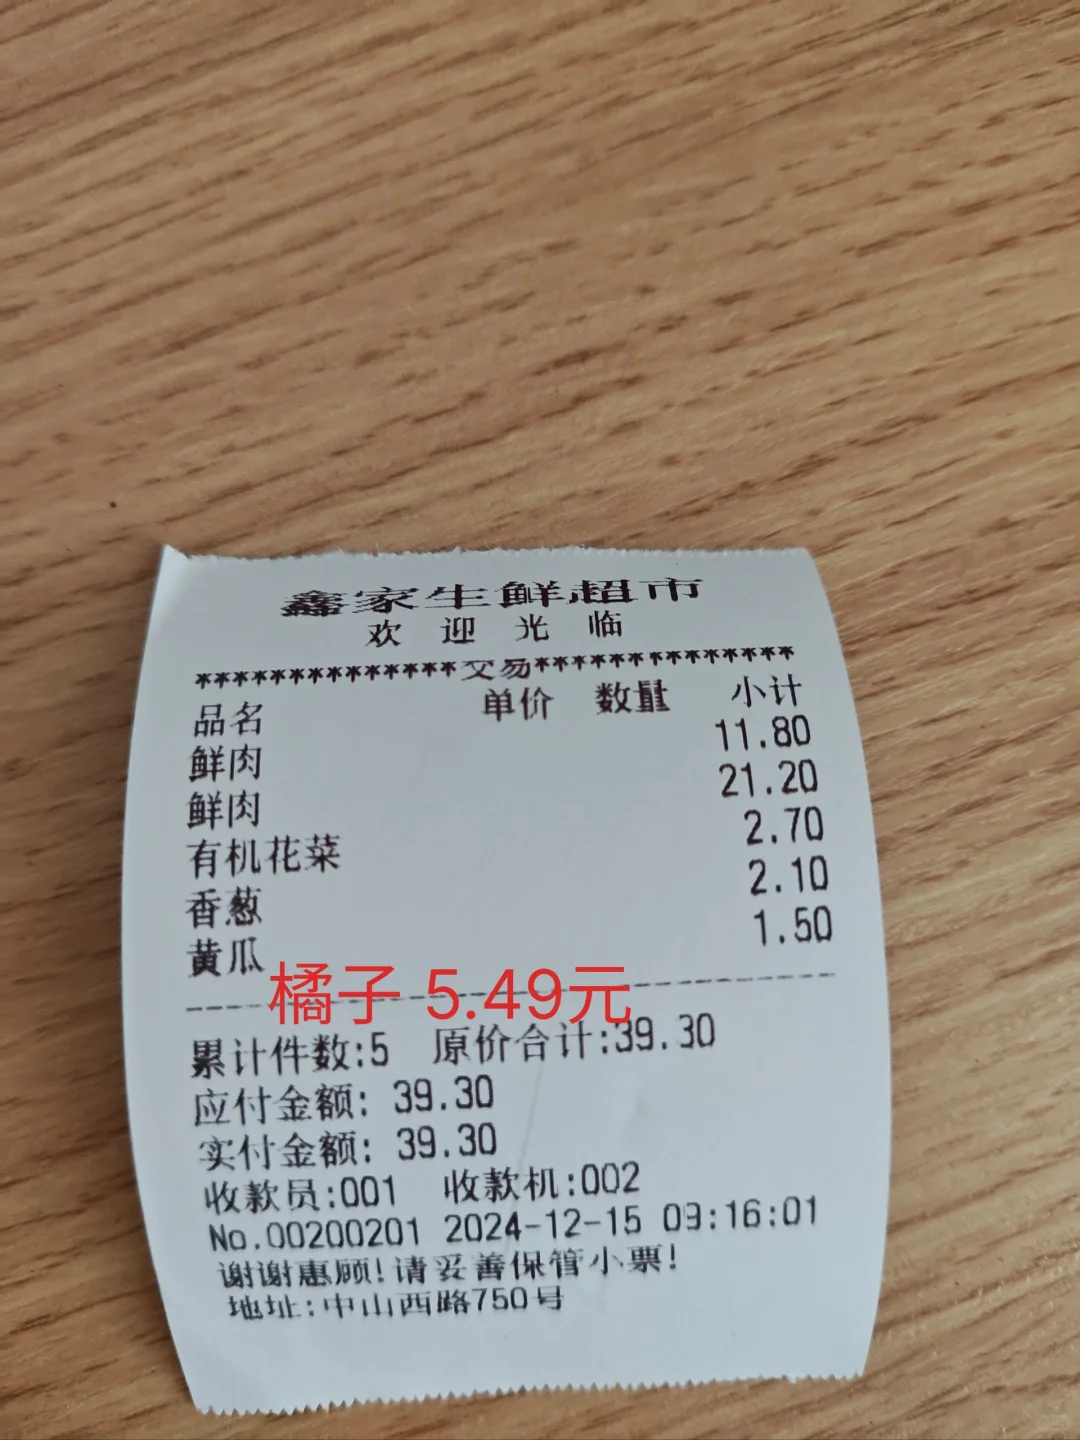 鑫家生鲜超市
欢迎光临
**************交易**************
品名 单价 数量 小计
鲜肉 11.80
鲜肉 21.20
有机花菜 2.70
香葱 2.10
黄瓜 1.50
橘子 5.49元
累计件数:5 原价合计:39.30
应付金额: 39.30
实付金额: 39.30
收款员:001 收款机:002
No.00200201 2024-12-15 09:16:01
谢谢惠顾!请妥善保管小票!
地址:中山西路750号